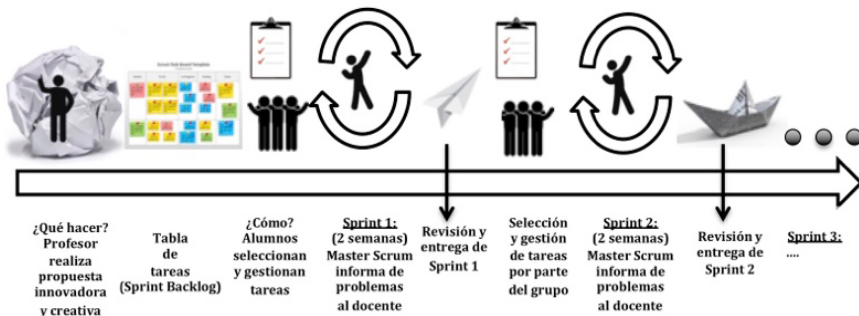 ¿Qué hacer?
Profesor
realiza
propuesta
innovadora
y creativa
Tabla
de
tareas
(Sprint Backlog)
¿Cómo?
Alumnos
seleccionan
y gestionan
tareas
Sprint 1:
(2 semanas)
Master Scrum
informa de
problemas
al docente
Revisión y
entrega de
Sprint 1
Selección
y gestión
de tareas
por parte
del grupo
Sprint 2:
(2 semanas)
Master Scrum
informa de
problemas
al docente
Revisión y
entrega de
Sprint 2
Sprint 3:
....